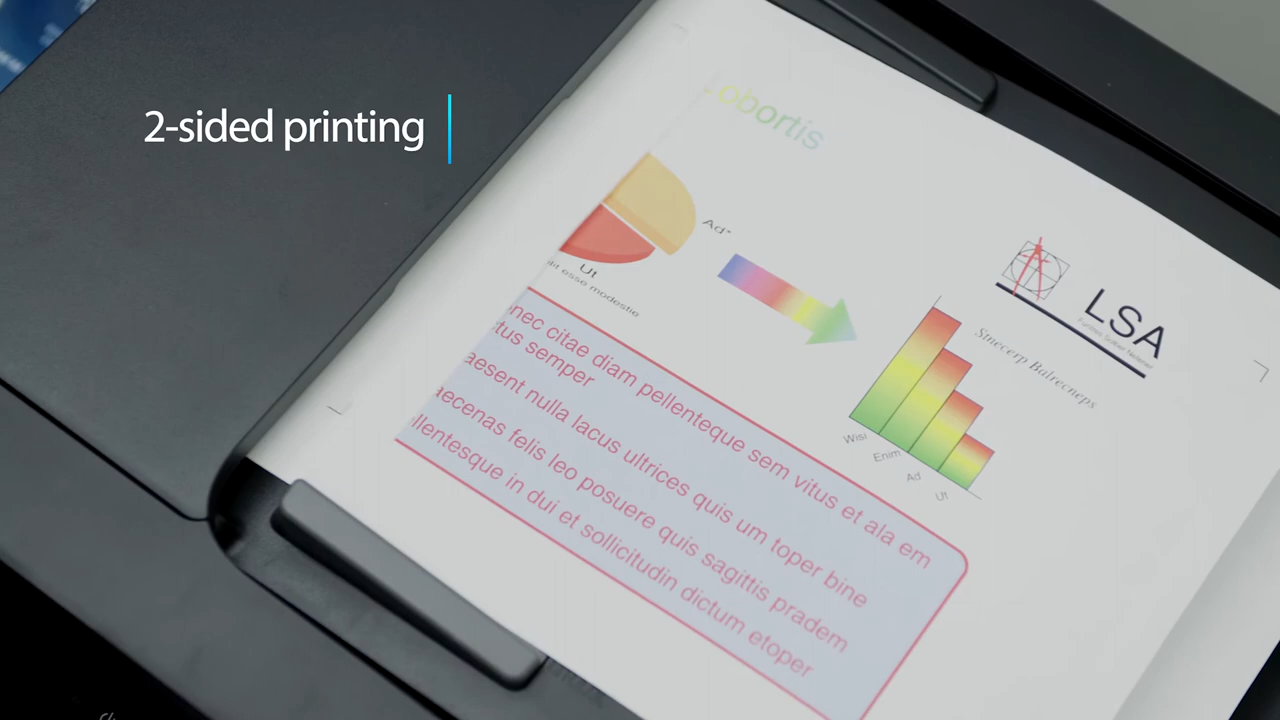 2-sided printing
obortis
Ad
Ut
esse modestie
LSA
Smecerp Balrecneps
Wisi
Enim
Ad
Ut
nec citae diam pellenteque sem vitus et ala em
tus semper
aesent nulla lacus ultrices quis um toper bine
aecenas felis leo posuere quis sagittis pradem
llentesque in dui et sollicitudin dictum etoper